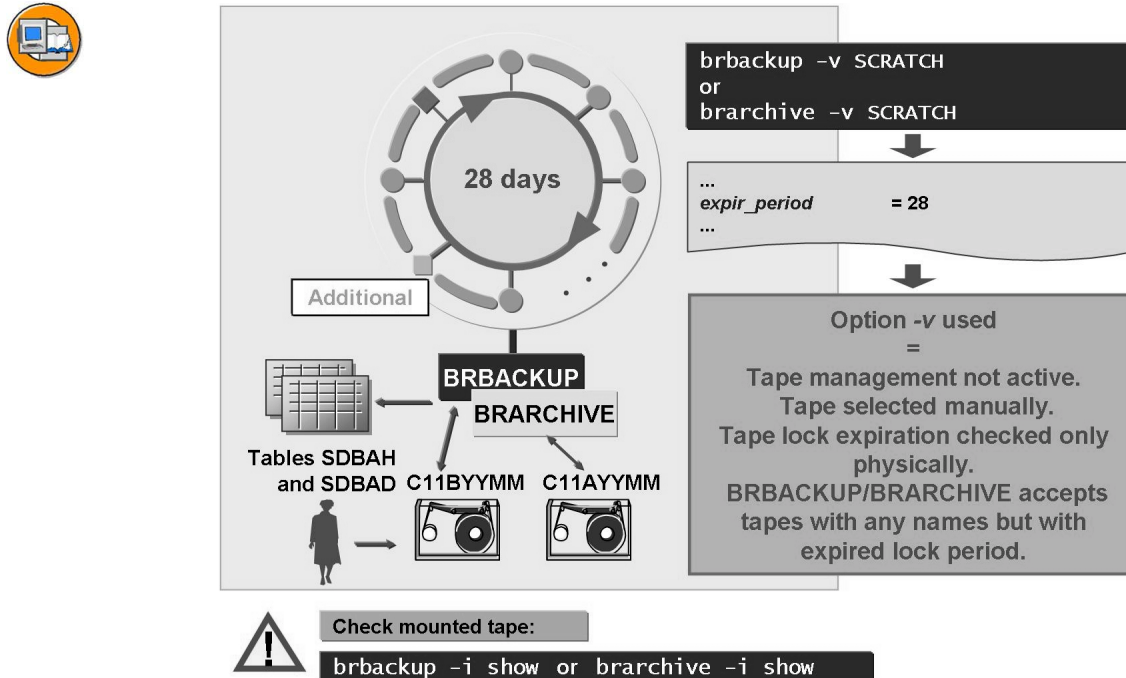 28 days
Additional
BRBACKUP
BRARCHIVE
Tables SDBAH
and SDBAD
C11BYYMM
C11AYYMM
brbackup –v SCRATCH
or
brarchive –v SCRATCH
...
expir_period = 28
...
Option -v used
=
Tape management not active.
Tape selected manually.
Tape lock expiration checked only
physically.
BRBACKUP/BRARCHIVE accepts
tapes with any names but with
expired lock period.
!
Check mounted tape:
brbackup –i show or brarchive –i show